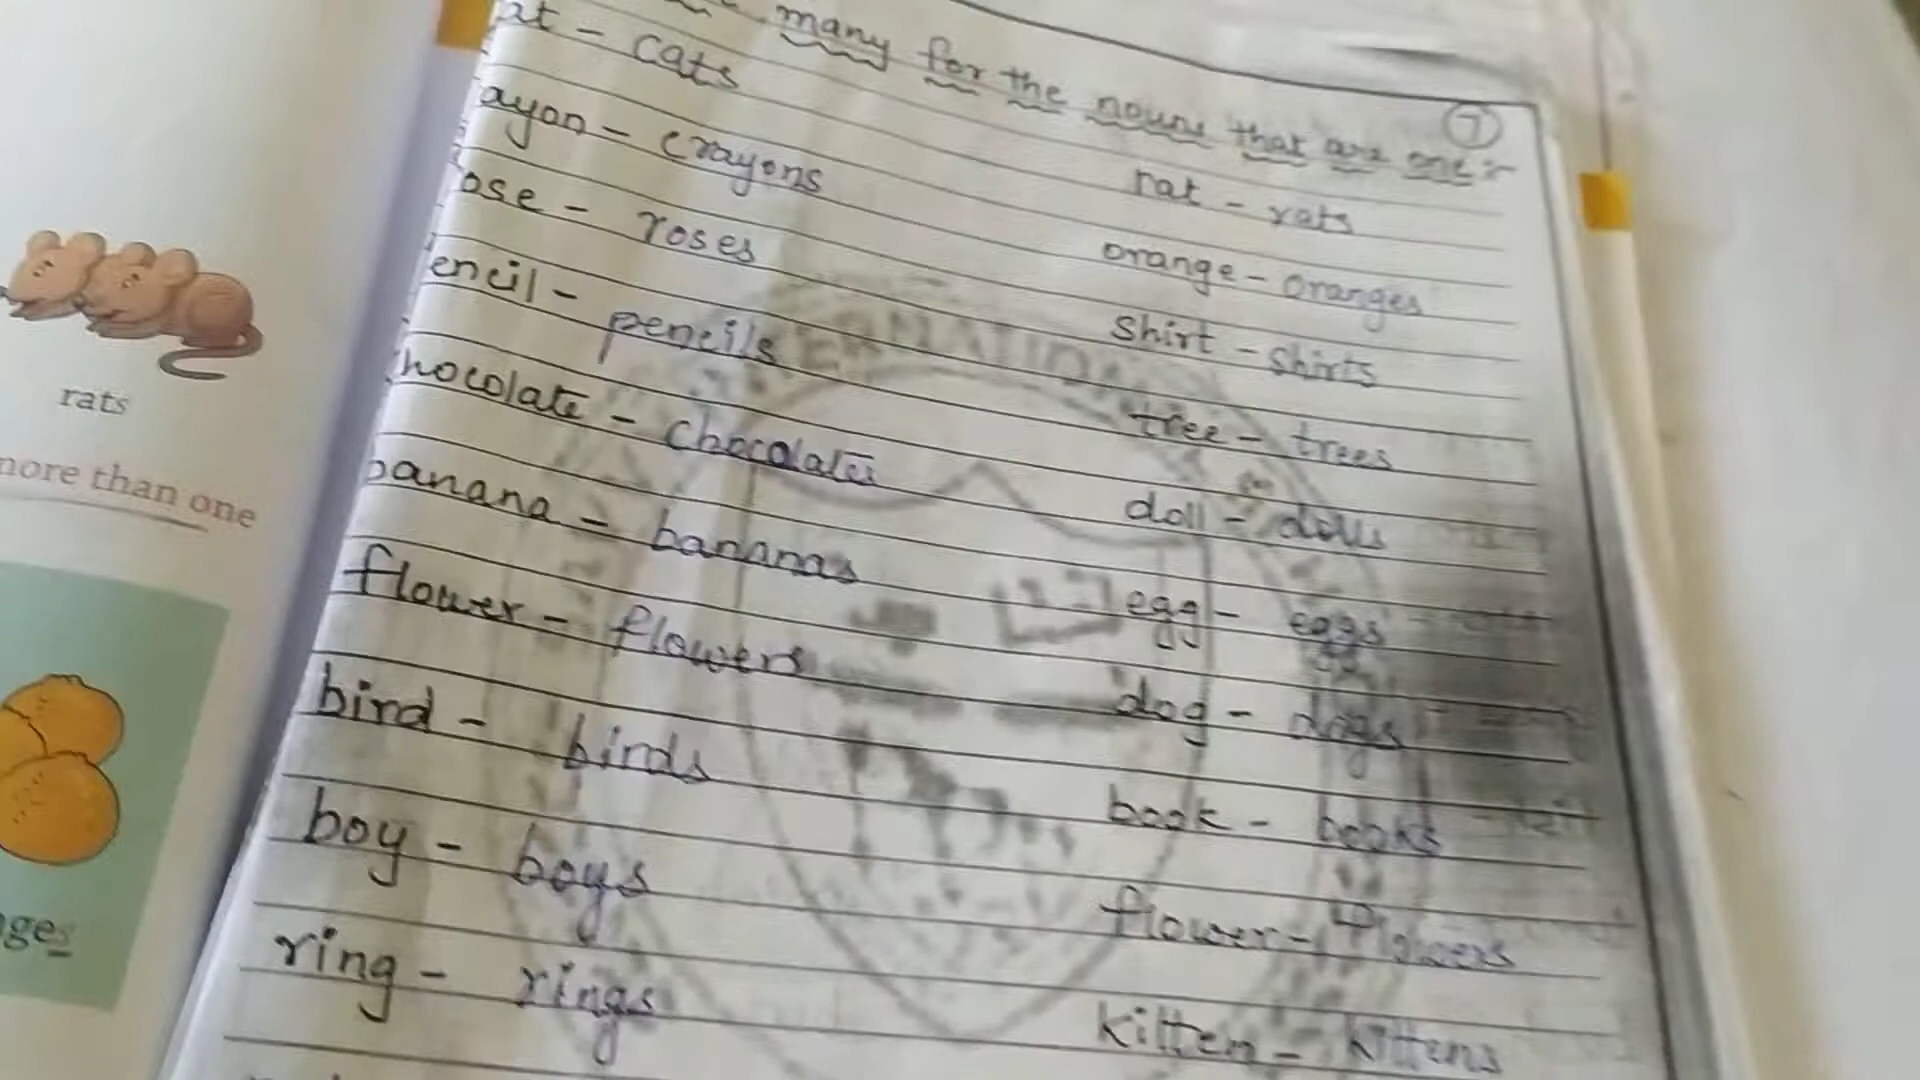 many for the nouns that are one:-
7
at - cats
rat - rats
ayon - crayons
orange - oranges
ose - roses
shirt - shirts
encil - pencils
tree - trees
hocolate - chocolates
doll - dolls
banana - bananas
egg - eggs
flower - flowers
dog - dogs
bird - birds
book - books
boy - boys
flower - flowers
ring - rings
kitten - kittens
rats
more than one
ges